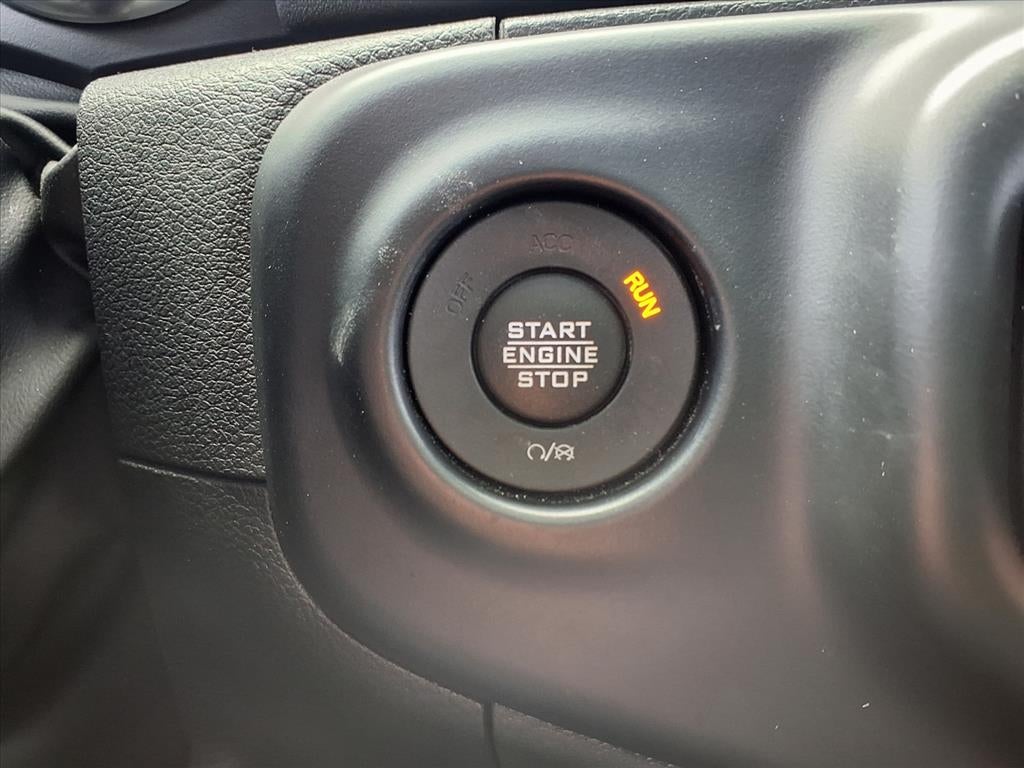 OFF
ACC
RUN
START
ENGINE
STOP